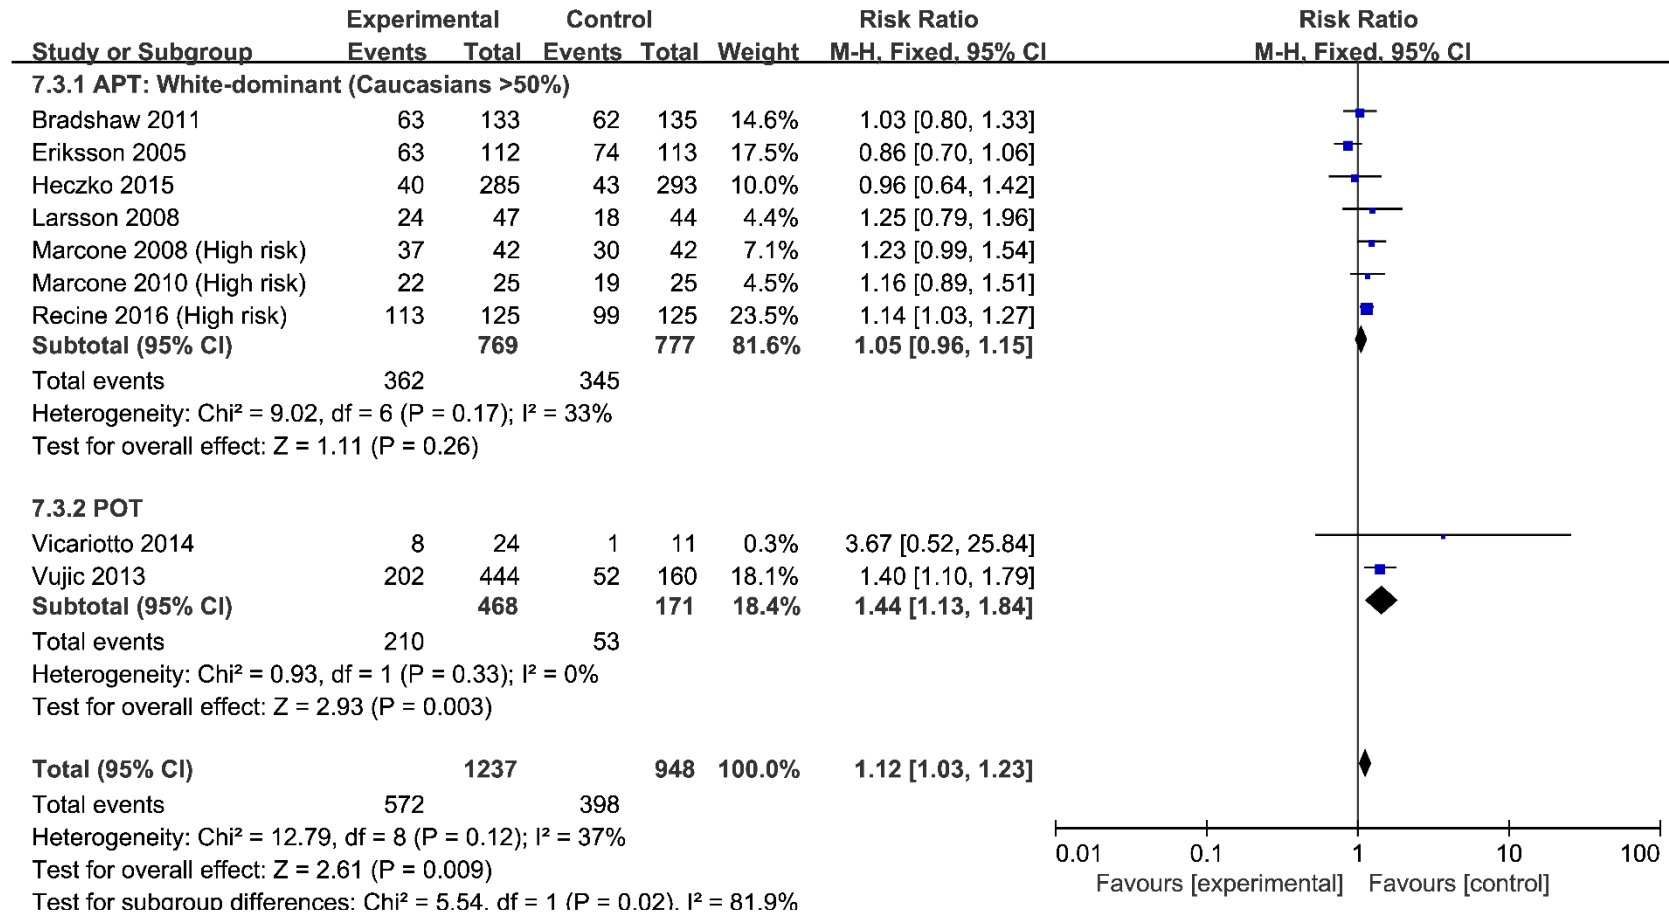 Experimental Control Risk Ratio Risk Ratio
Study or Subgroup Events Total Events Total Weight M-H, Fixed, 95% CI M-H, Fixed, 95% CI
7.3.1 APT: White-dominant (Caucasians >50%)
Bradshaw 2011 63 133 62 135 14.6% 1.03 [0.80, 1.33]
Eriksson 2005 63 112 74 113 17.5% 0.86 [0.70, 1.06]
Heczko 2015 40 285 43 293 10.0% 0.96 [0.64, 1.42]
Larsson 2008 24 47 18 44 4.4% 1.25 [0.79, 1.96]
Marcone 2008 (High risk) 37 42 30 42 7.1% 1.23 [0.99, 1.54]
Marcone 2010 (High risk) 22 25 19 25 4.5% 1.16 [0.89, 1.51]
Recine 2016 (High risk) 113 125 99 125 23.5% 1.14 [1.03, 1.27]
Subtotal (95% CI) 769 777 81.6% 1.05 [0.96, 1.15]
Total events 362 345
Heterogeneity: Chi² = 9.02, df = 6 (P = 0.17); I² = 33%
Test for overall effect: Z = 1.11 (P = 0.26)
7.3.2 POT
Vicariotto 2014 8 24 1 11 0.3% 3.67 [0.52, 25.84]
Vujic 2013 202 444 52 160 18.1% 1.40 [1.10, 1.79]
Subtotal (95% CI) 468 171 18.4% 1.44 [1.13, 1.84]
Total events 210 53
Heterogeneity: Chi² = 0.93, df = 1 (P = 0.33); I² = 0%
Test for overall effect: Z = 2.93 (P = 0.003)
Total (95% CI) 1237 948 100.0% 1.12 [1.03, 1.23]
Total events 572 398
Heterogeneity: Chi² = 12.79, df = 8 (P = 0.12); I² = 37%
Test for overall effect: Z = 2.61 (P = 0.009)
Test for subgroup differences: Chi² = 5.54, df = 1 (P = 0.02), I² = 81.9%
0.01 0.1 1 10 100
Favours [experimental] Favours [control]